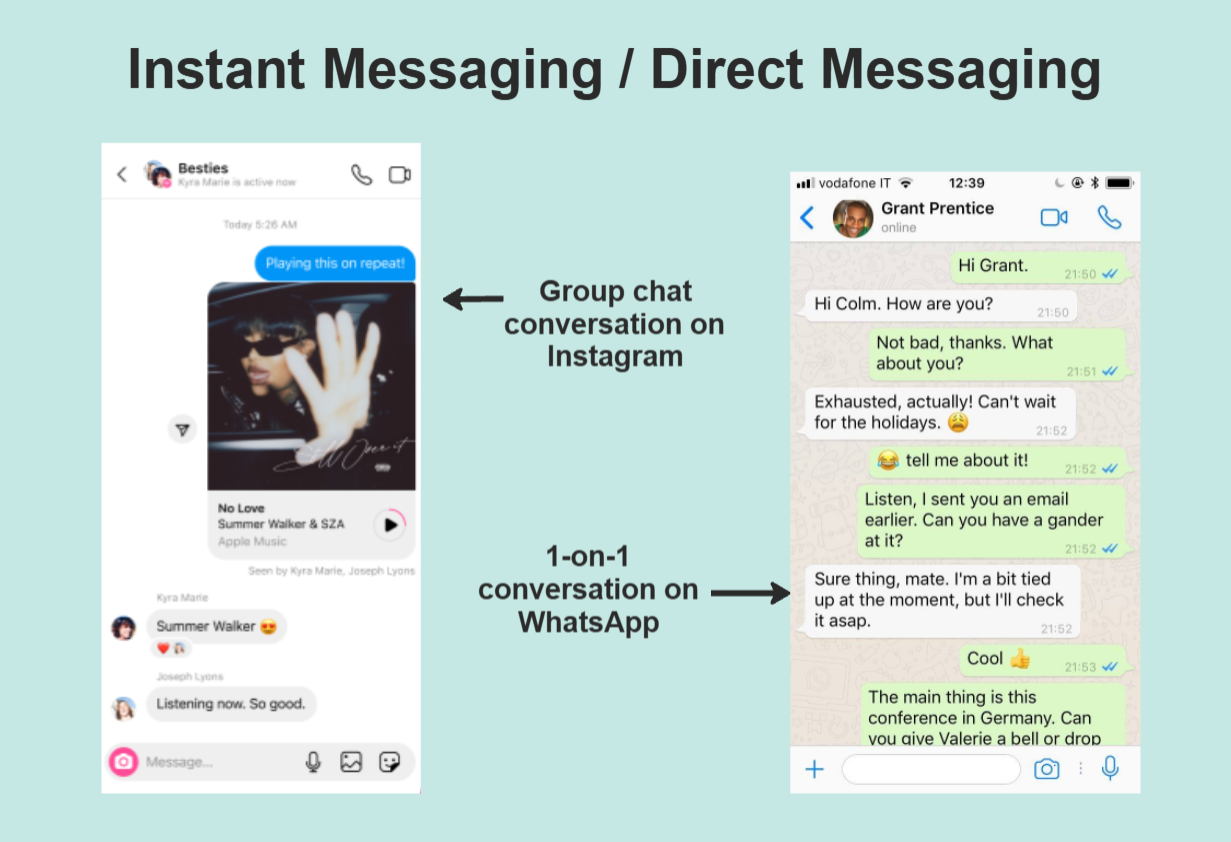 Instant Messaging / Direct Messaging
Besties
Kyra Marie is active now
Today 5:26 AM
Playing this on repeat!
No Love
Summer Walker & SZA
Apple Music
Seen by Kyra Marie, Joseph Lyons
Kyra Marie
Summer Walker 😍
❤️
Joseph Lyons
Listening now. So good.
Message...
Group chat
conversation on
Instagram
1-on-1
conversation on
WhatsApp
vodafone IT 12:39
Grant Prentice
online
Hi Grant. 21:50
Hi Colm. How are you? 21:50
Not bad, thanks. What
about you? 21:51
Exhausted, actually! Can't wait
for the holidays. 😩 21:52
😂 tell me about it! 21:52
Listen, I sent you an email
earlier. Can you have a gander
at it? 21:52
Sure thing, mate. I'm a bit tied
up at the moment, but I'll check
it asap. 21:52
Cool 👍 21:53
The main thing is this
conference in Germany. Can
you give Valerie a bell or drop